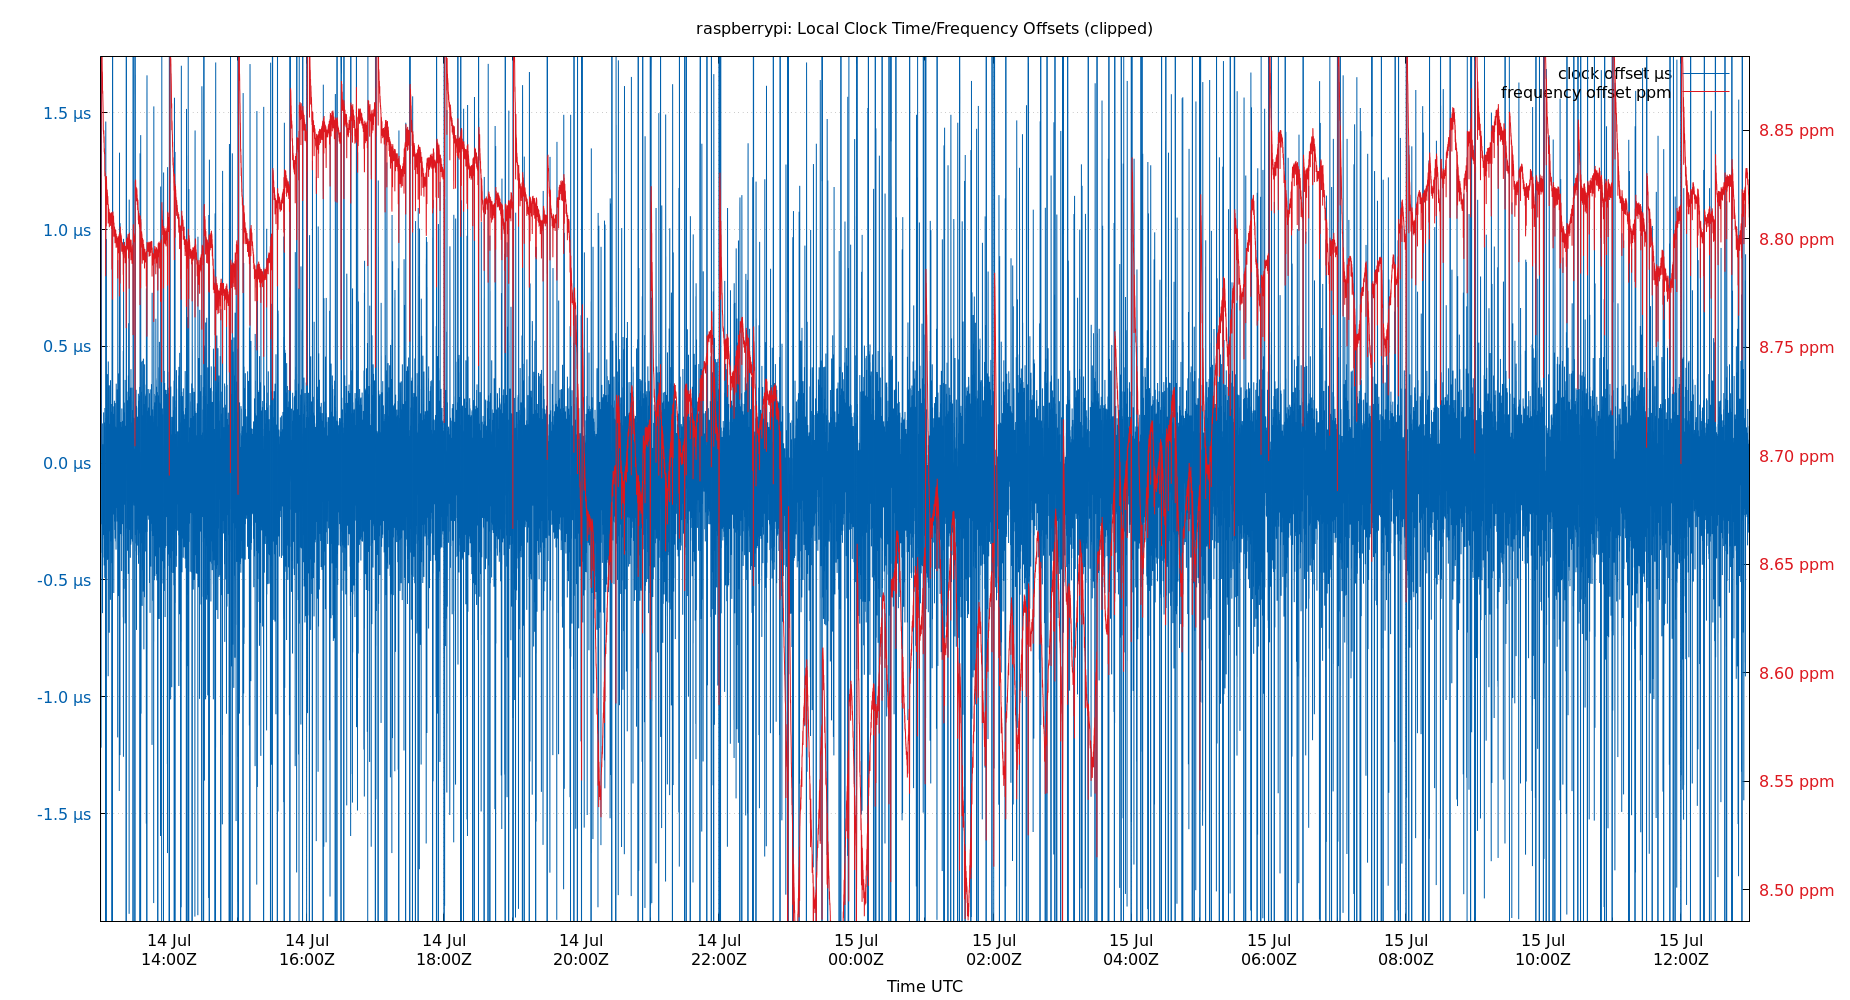 raspberrypi: Local Clock Time/Frequency Offsets (clipped)
clock offset µs
frequency offset ppm
1.5 µs
1.0 µs
0.5 µs
0.0 µs
-0.5 µs
-1.0 µs
-1.5 µs
8.85 ppm
8.80 ppm
8.75 ppm
8.70 ppm
8.65 ppm
8.60 ppm
8.55 ppm
8.50 ppm
14 Jul 14 Jul 14 Jul 14 Jul 14 Jul 15 Jul 15 Jul 15 Jul 15 Jul 15 Jul 15 Jul 15 Jul
14:00Z 16:00Z 18:00Z 20:00Z 22:00Z 00:00Z 02:00Z 04:00Z 06:00Z 08:00Z 10:00Z 12:00Z
Time UTC